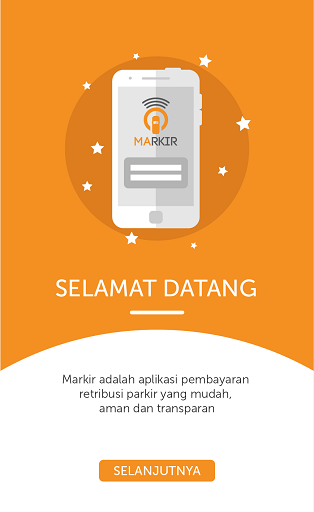 MARKIR
SELAMAT DATANG
Markir adalah aplikasi pembayaran
retribusi parkir yang mudah,
aman dan transparan
SELANJUTNYA